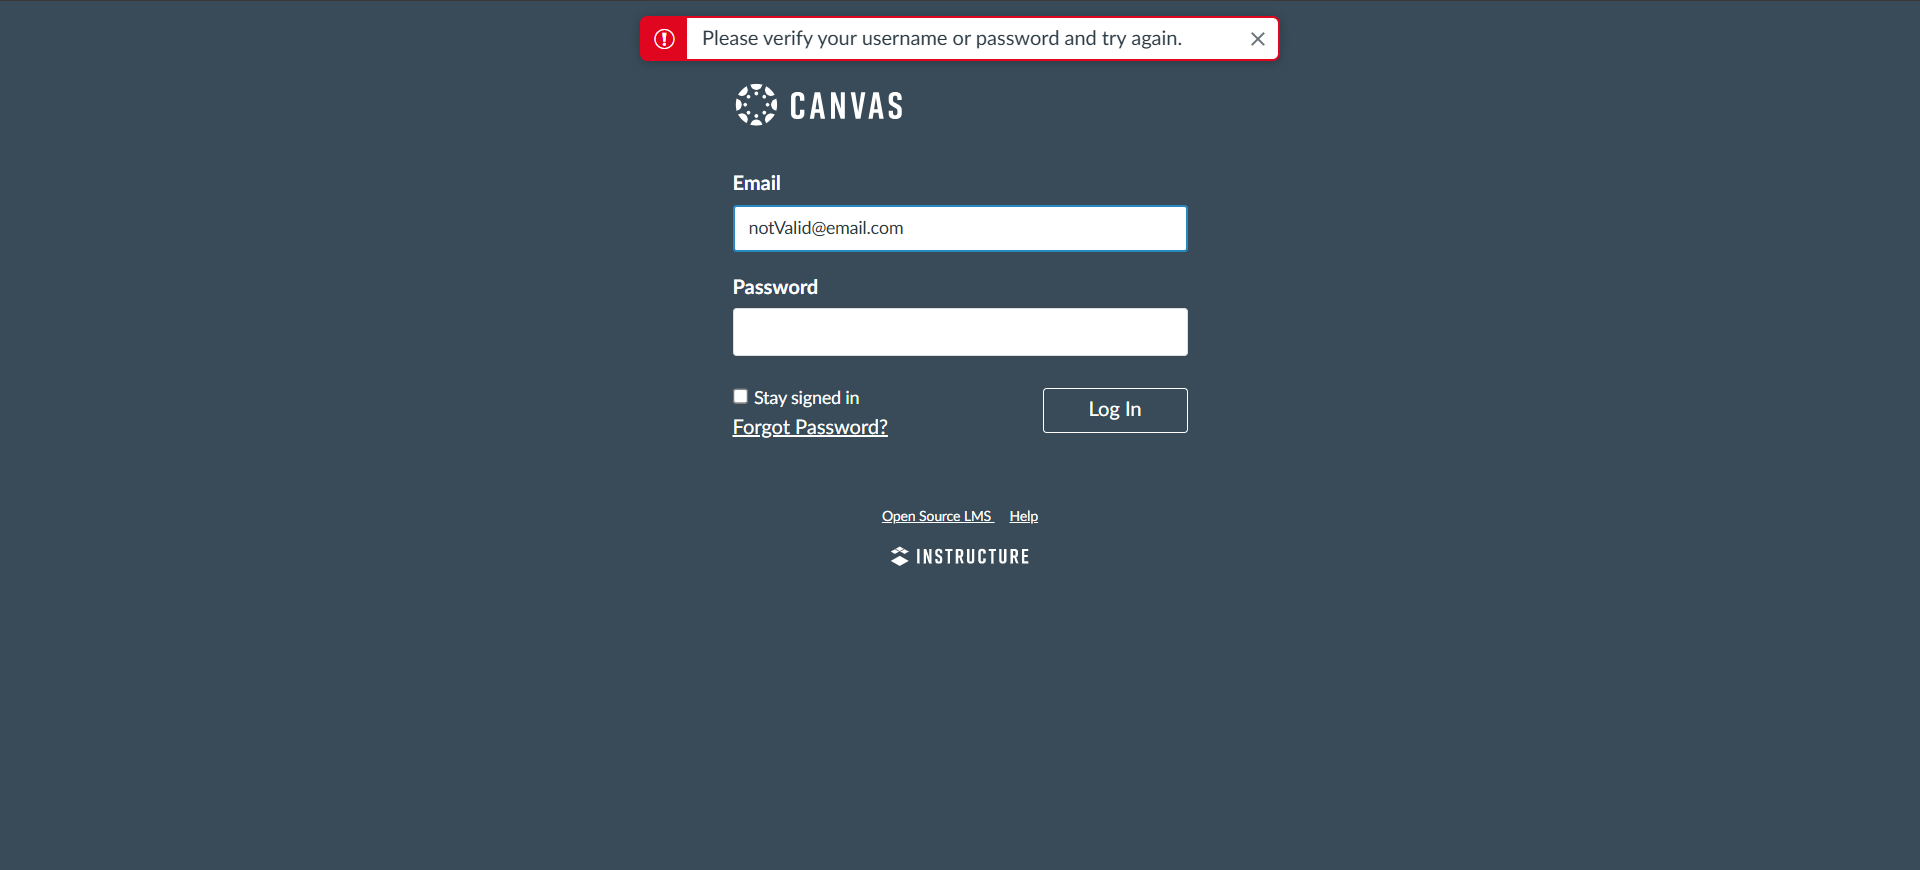 Please verify your username or password and try again.
CANVAS
Email
notValid@email.com
Password
Stay signed in
Log In
Forgot Password?
Open Source LMS Help
INSTRUCTURE